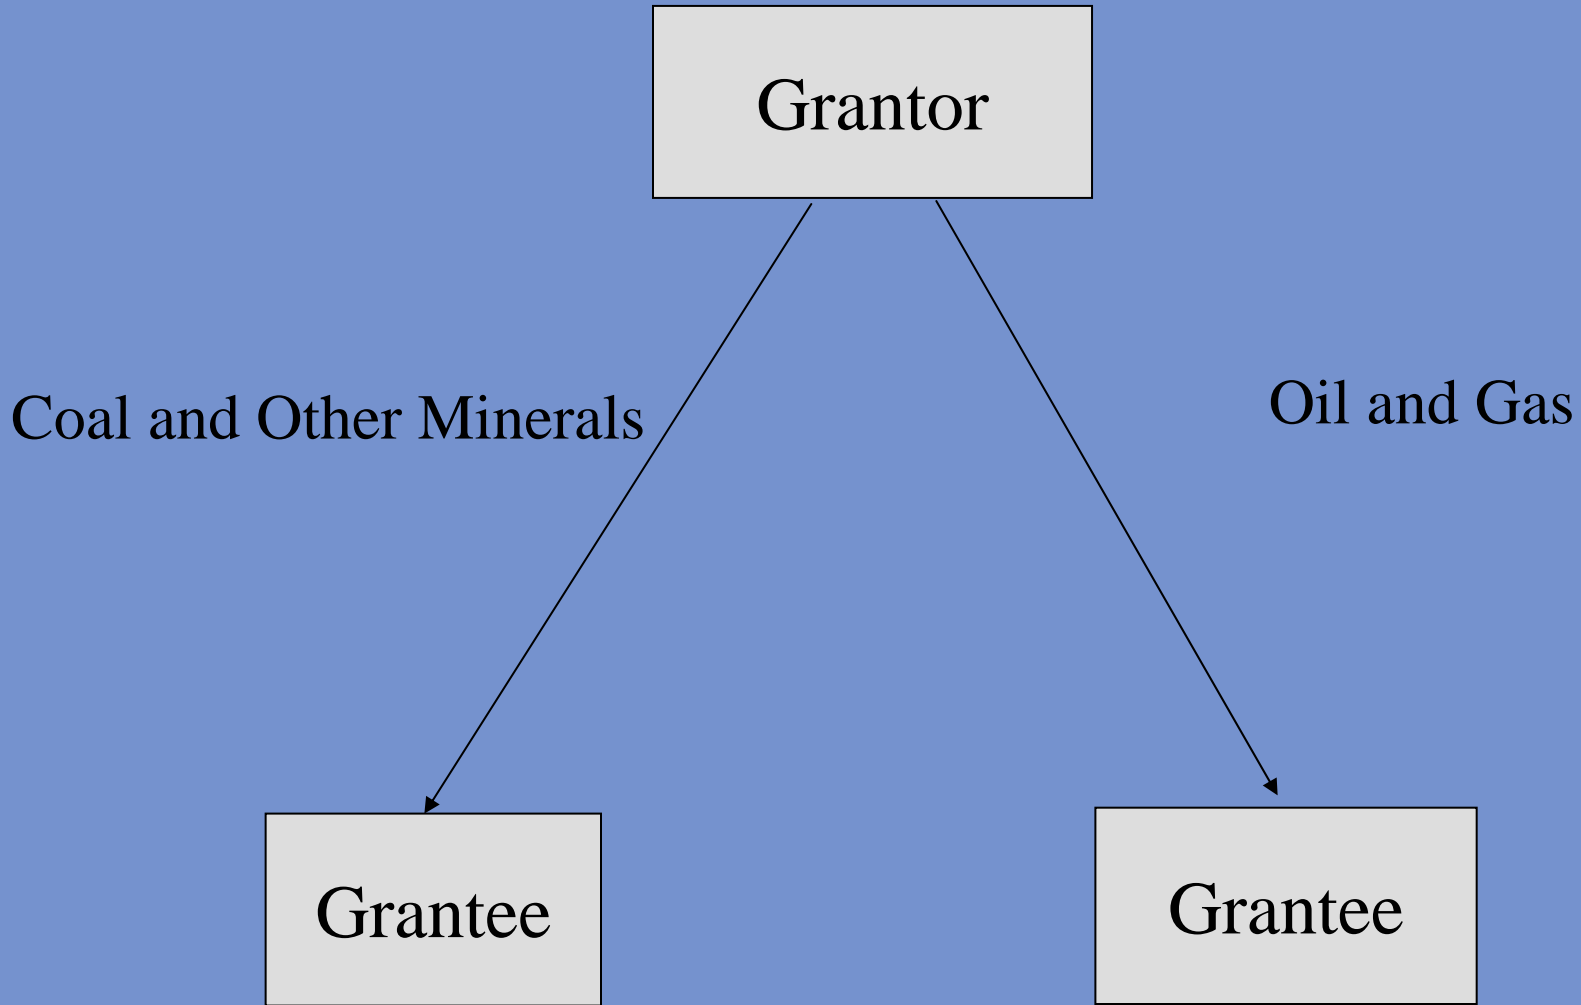 Grantor
Coal and Other Minerals
Oil and Gas
Grantee
Grantee